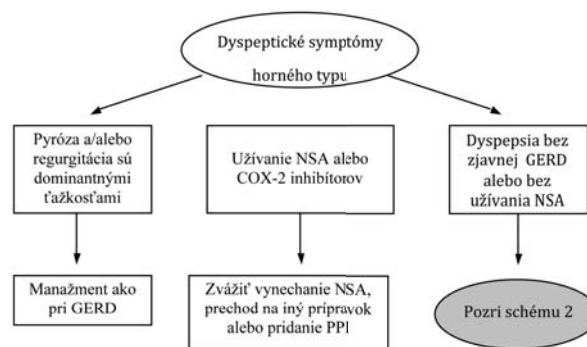 Dyspeptické symptómy
horného typu
Pyróza a/alebo
regurgitácia sú
dominantnými
ťažkosťami
Užívanie NSA alebo
COX-2 inhibítorov
Dyspepsia bez
zjavnej GERD
alebo bez
užívania NSA
Manažment ako
pri GERD
Zvážiť vynechanie NSA,
prechod na iný prípravok
alebo pridanie PPI
Pozri schému 2